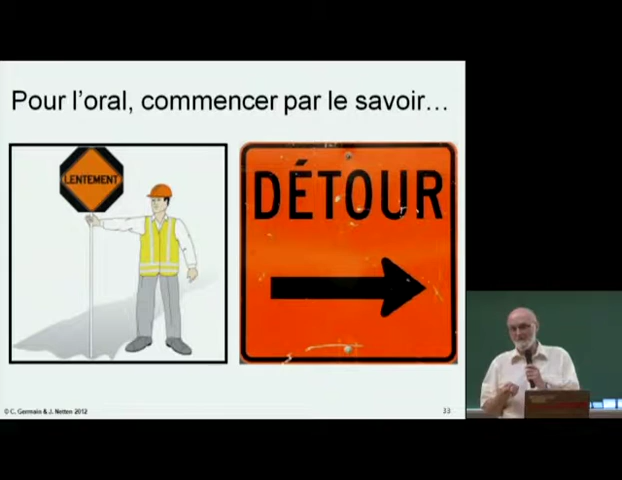 Pour l'oral, commencer par le savoir…
LENTEMENT
DÉTOUR
© C. Germain & J. Netten 2012
33